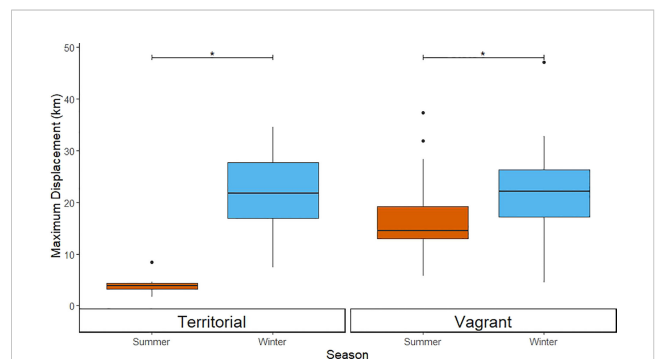 * *
50
40
30
20
10
0
Maximum Displacement (km)
Territorial Vagrant
Summer Winter Summer Winter
Season